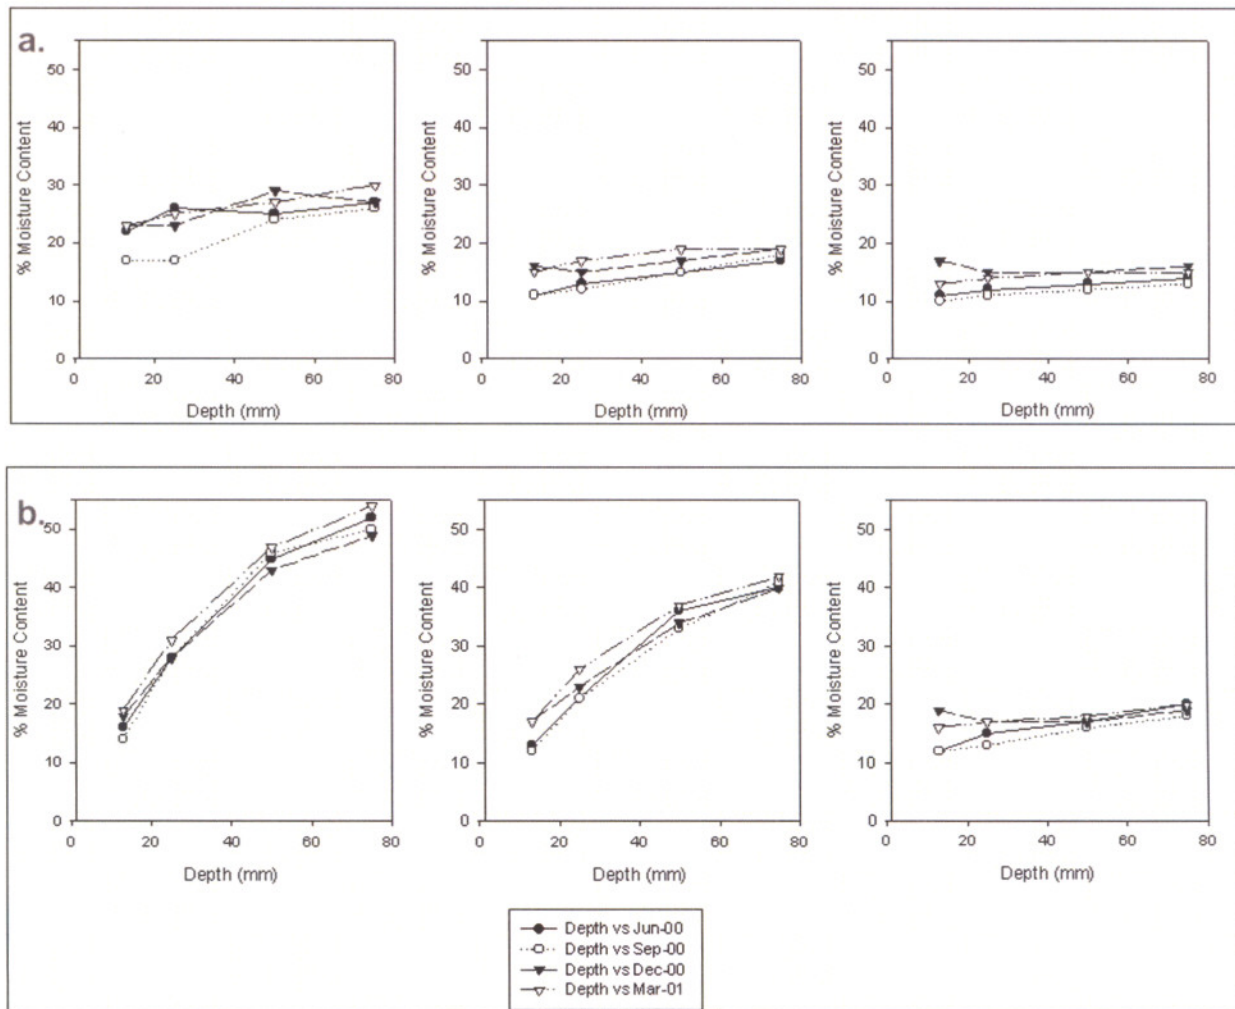 a.
50
40
30
20
10
0
% Moisture Content
0 20 40 60 80
Depth (mm)
50
40
30
20
10
0
% Moisture Content
0 20 40 60 80
Depth (mm)
50
40
30
20
10
0
% Moisture Content
0 20 40 60 80
Depth (mm)
b.
50
40
30
20
10
0
% Moisture Content
0 20 40 60 80
Depth (mm)
50
40
30
20
10
0
% Moisture Content
0 20 40 60 80
Depth (mm)
50
40
30
20
10
0
% Moisture Content
0 20 40 60 80
Depth (mm)
Depth vs Jun-00
Depth vs Sep-00
Depth vs Dec-00
Depth vs Mar-01